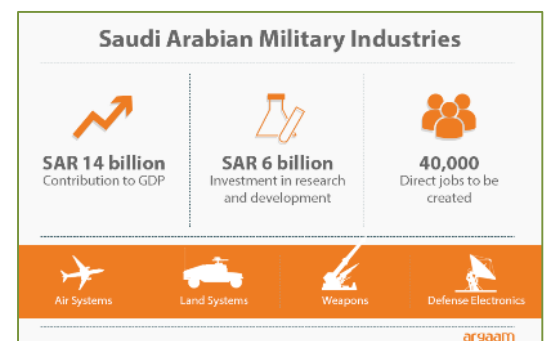 Saudi Arabian Military Industries
SAR 14 billion
Contribution to GDP
SAR 6 billion
Investment in research
and development
40,000
Direct jobs to be
created
Air Systems
Land Systems
Weapons
Defense Electronics
argaam